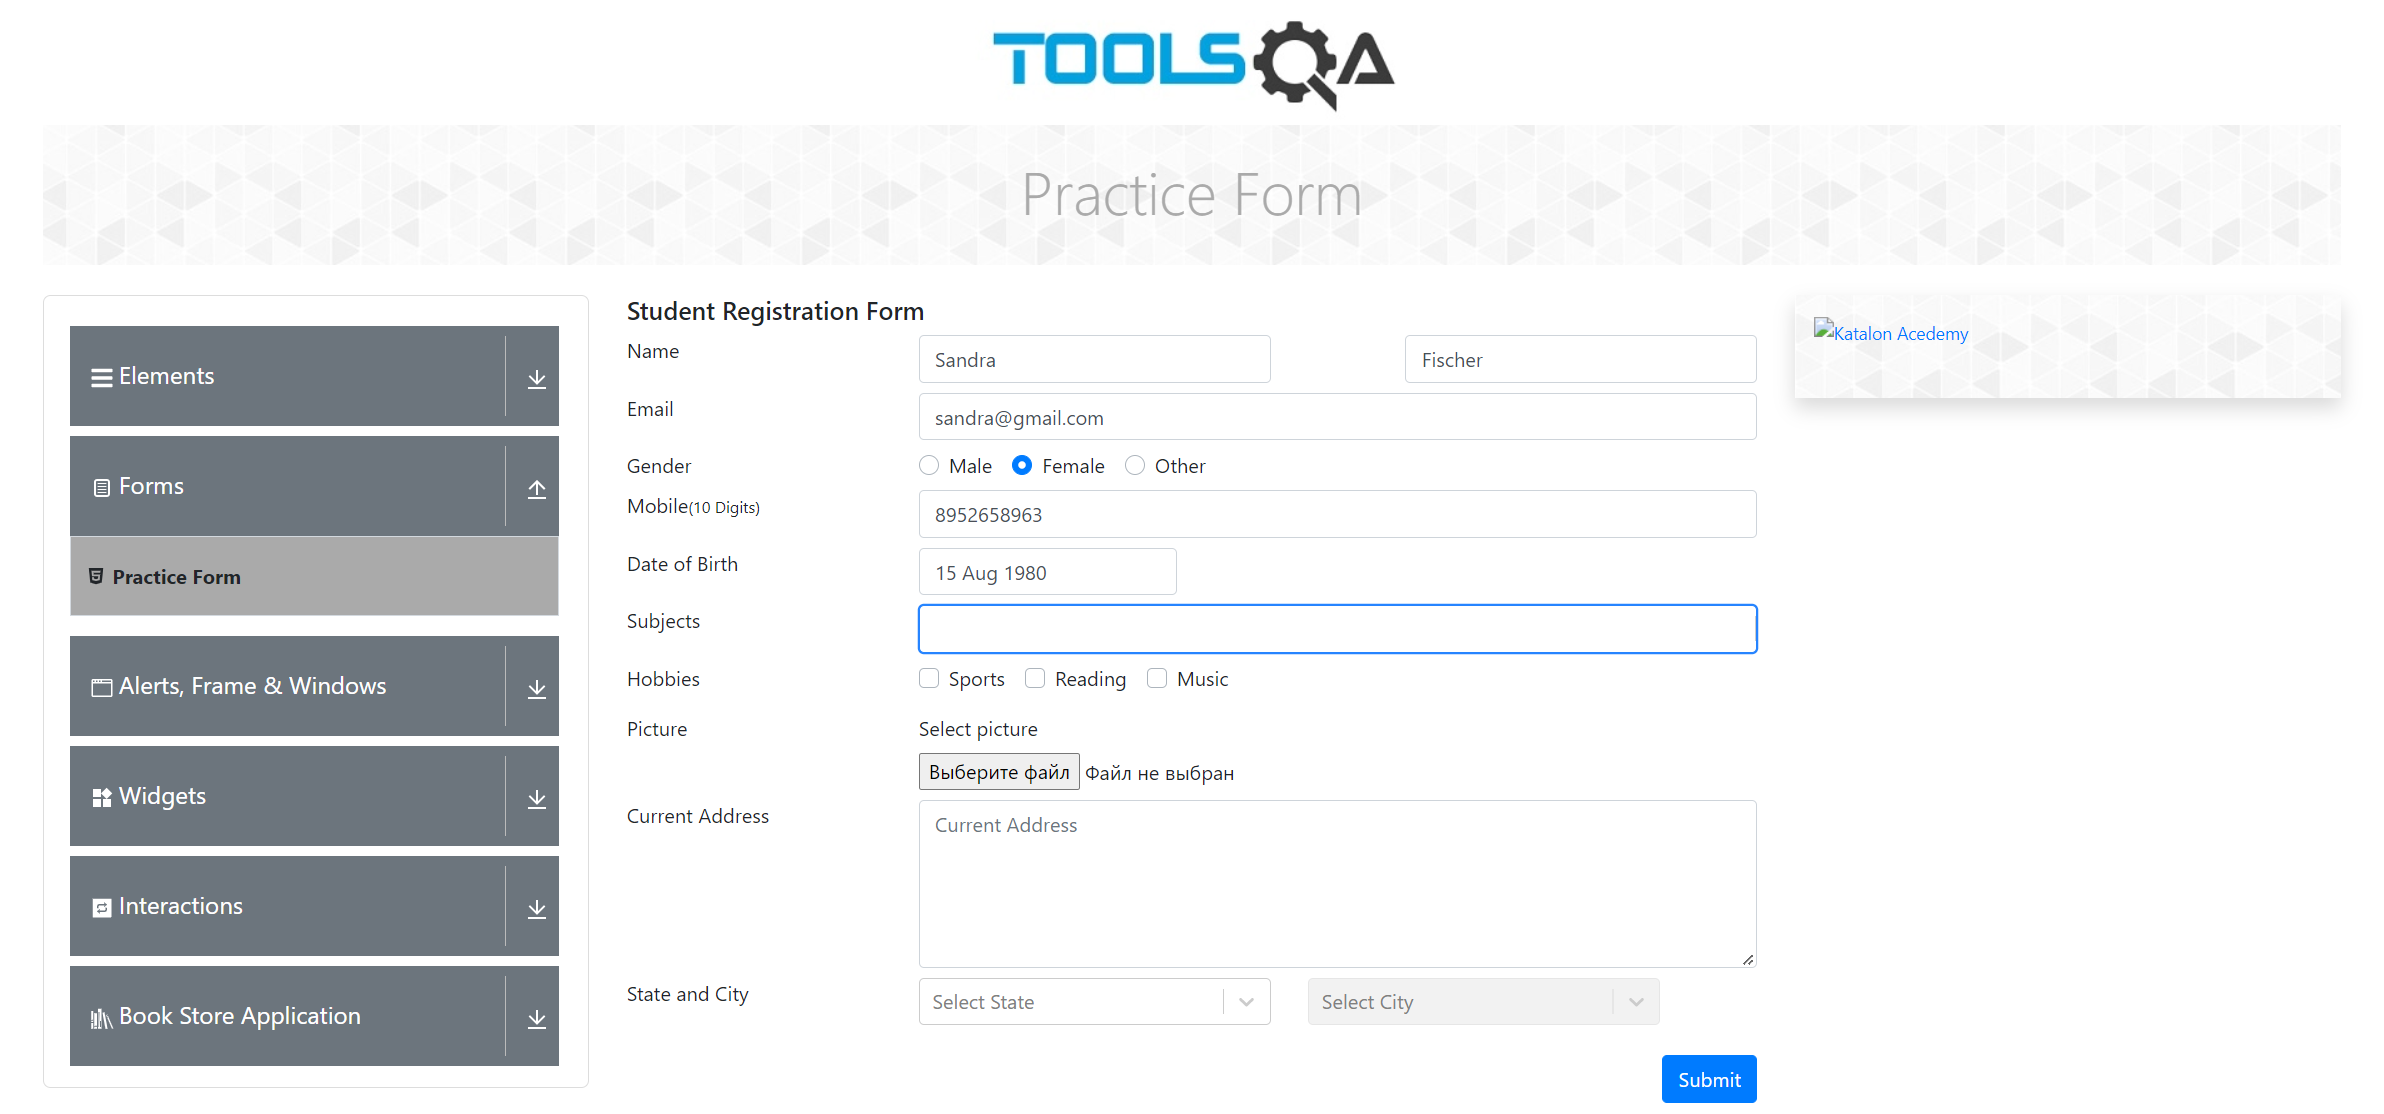 TOOLSQA
Practice Form
Elements
Forms
Practice Form
Alerts, Frame & Windows
Widgets
Interactions
Book Store Application
Student Registration Form
Name Sandra Fischer
Email sandra@gmail.com
Gender Male Female Other
Mobile(10 Digits) 8952658963
Date of Birth 15 Aug 1980
Subjects
Hobbies Sports Reading Music
Picture Select picture
Выберите файл Файл не выбран
Current Address Current Address
State and City Select State Select City
Submit
Katalon Acedemy